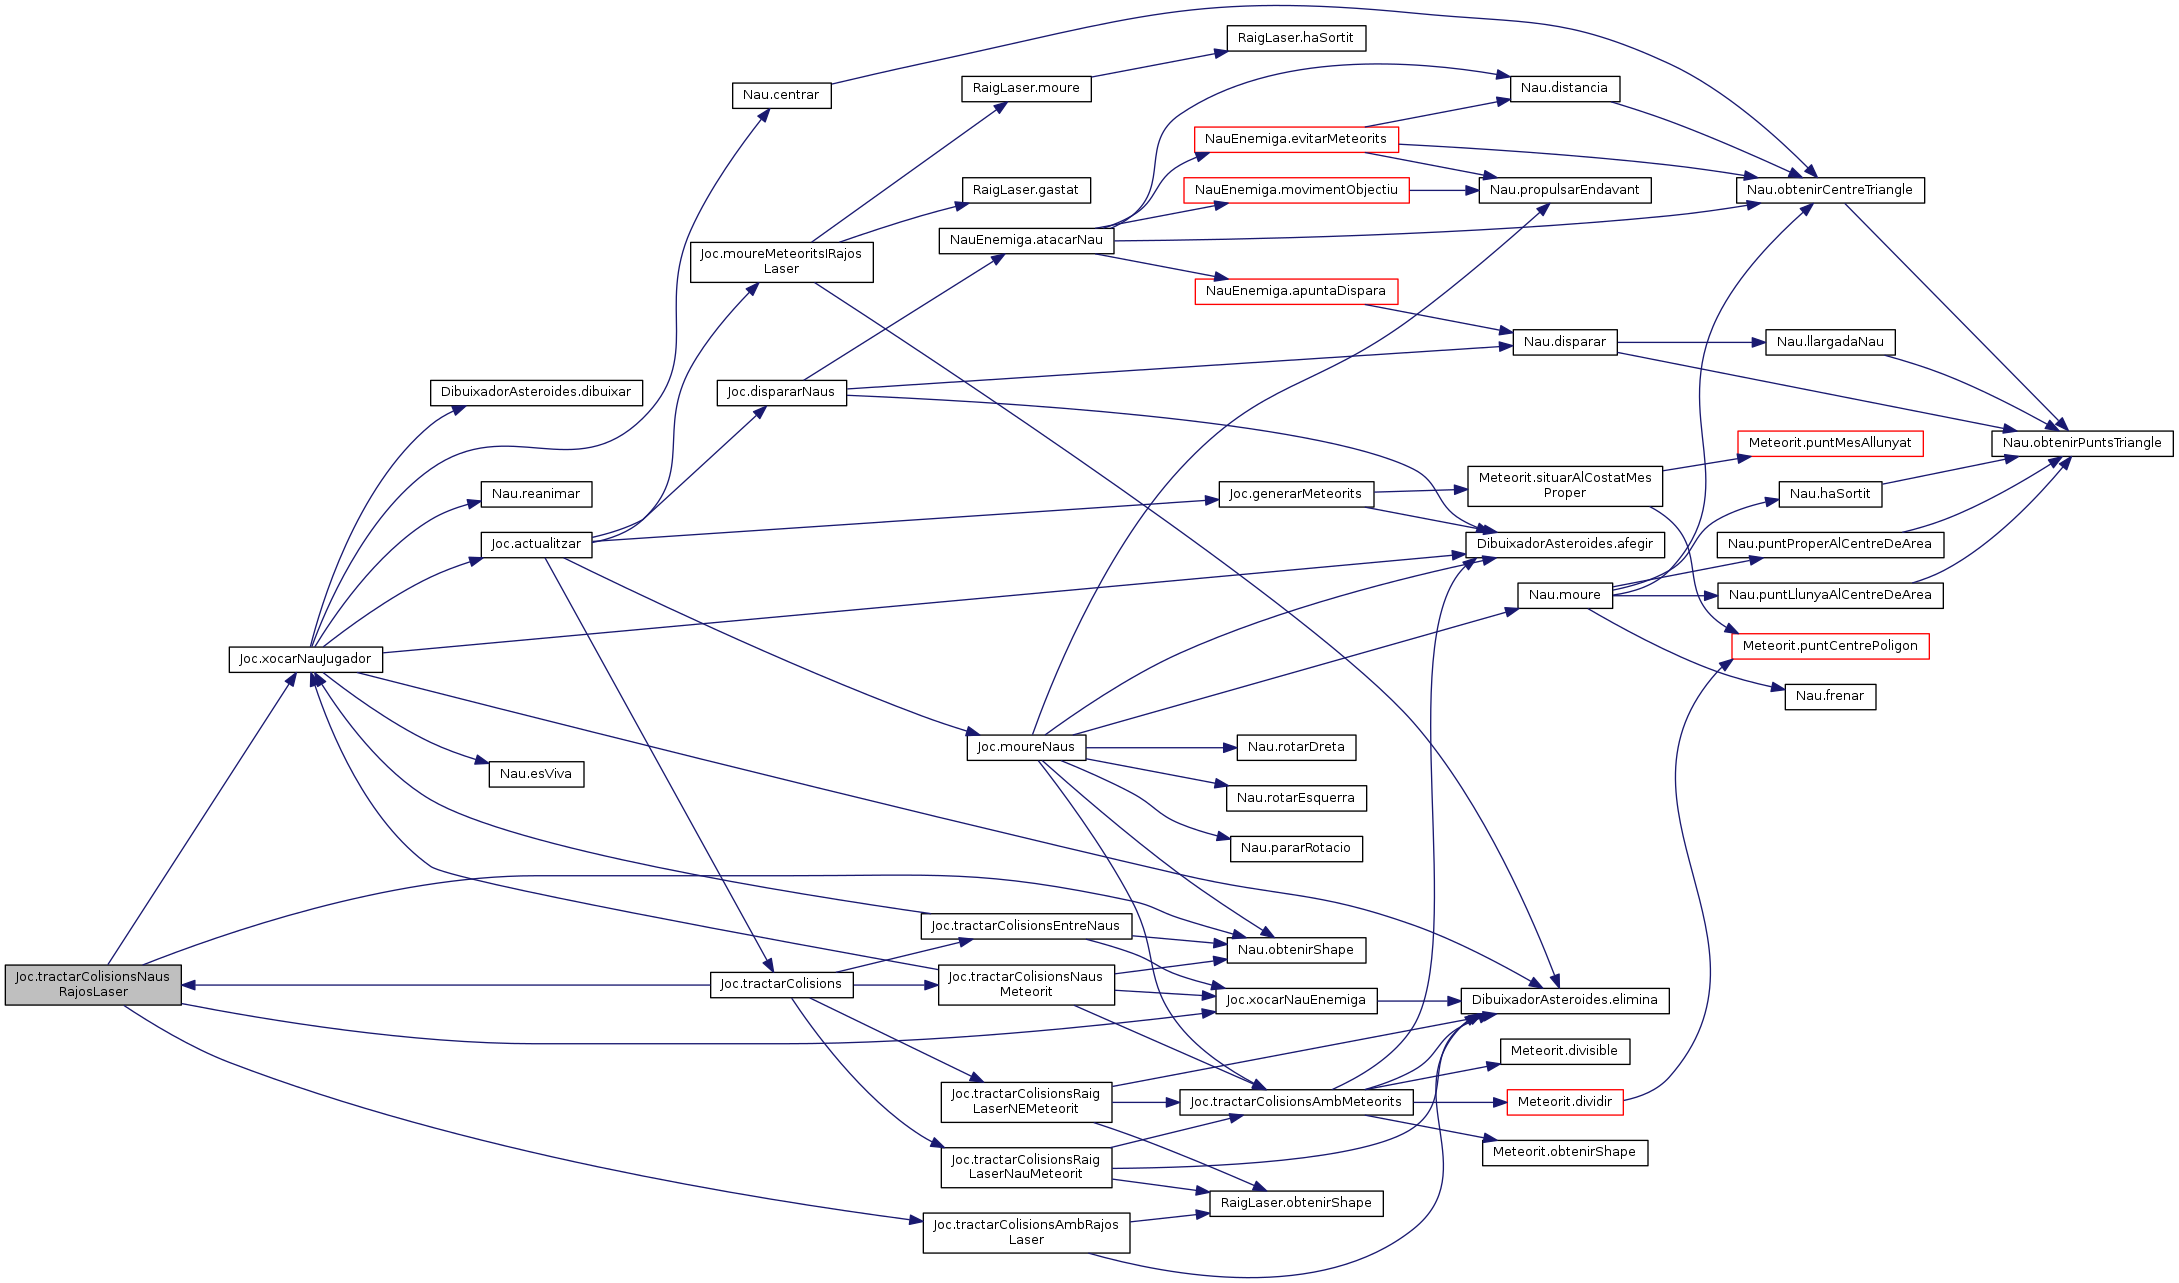 RaigLaser.haSortit
Nau.centrar
RaigLaser.moure
Nau.distancia
NauEnemiga.evitarMeteorits
RaigLaser.gastat
NauEnemiga.movimentObjectiu
Nau.propulsarEndavant
Nau.obtenirCentreTriangle
Joc.moureMeteoritsIRajos
Laser
NauEnemiga.atacarNau
NauEnemiga.apuntaDispara
Nau.disparar
Nau.llargadaNau
DibuixadorAsteroides.dibuixar
Joc.dispararNaus
Meteorit.puntMesAllunyat
Nau.obtenirPuntsTriangle
Nau.reanimar
Joc.generarMeteorits
Meteorit.situarAlCostatMes
Proper
Nau.haSortit
Joc.actualitzar
DibuixadorAsteroides.afegir
Nau.puntProperAlCentreDeArea
Nau.moure
Nau.puntLlunyaAlCentreDeArea
Joc.xocarNauJugador
Meteorit.puntCentrePoligon
Nau.frenar
Nau.esViva
Joc.moureNaus
Nau.rotarDreta
Nau.rotarEsquerra
Nau.pararRotacio
Joc.tractarColisionsEntreNaus
Nau.obtenirShape
Joc.tractarColisionsNaus
RajosLaser
Joc.tractarColisions
Joc.tractarColisionsNaus
Meteorit
Joc.xocarNauEnemiga
DibuixadorAsteroides.elimina
Meteorit.divisible
Joc.tractarColisionsRaig
LaserNEMeteorit
Joc.tractarColisionsAmbMeteorits
Meteorit.dividir
Meteorit.obtenirShape
Joc.tractarColisionsRaig
LaserNauMeteorit
RaigLaser.obtenirShape
Joc.tractarColisionsAmbRajos
Laser